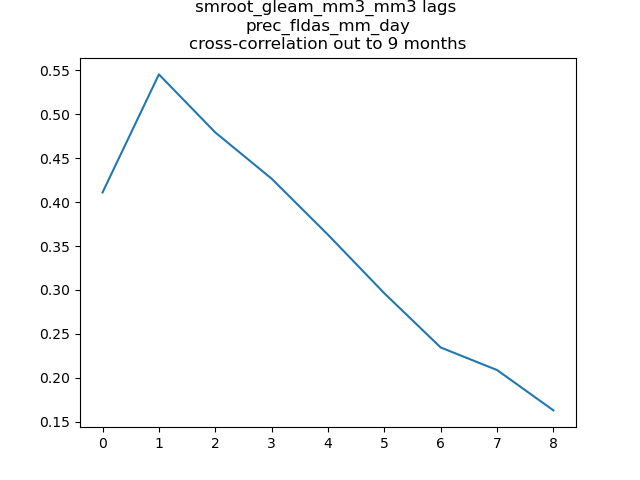 smroot_gleam_mm3_mm3 lags
prec_fldas_mm_day
cross-correlation out to 9 months
0.55
0.50
0.45
0.40
0.35
0.30
0.25
0.20
0.15
0 1 2 3 4 5 6 7 8